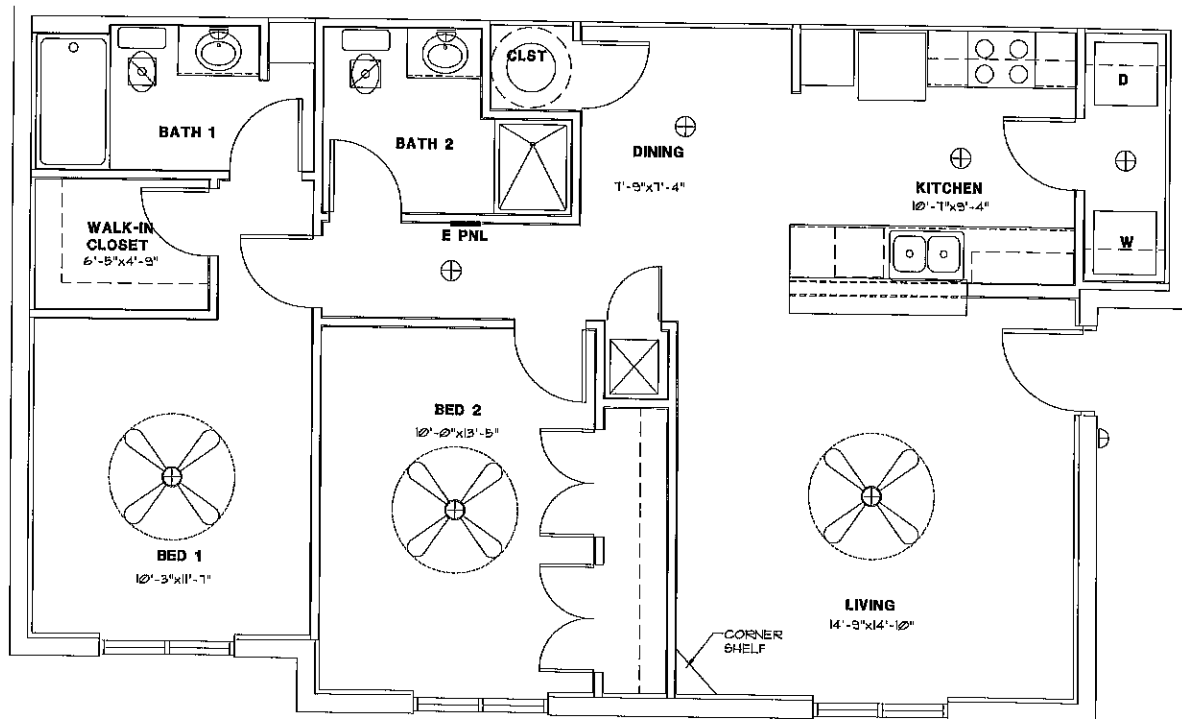 CLST
D
BATH 1
BATH 2
DINING
7'-9"x7'-4"
KITCHEN
10'-7"x9'-4"
WALK-IN
CLOSET
6'-5"x4'-9"
E PNL
W
BED 2
10'-0"x13'-5"
BED 1
10'-3"x11'-7"
LIVING
14'-9"x14'-10"
CORNER
SHELF